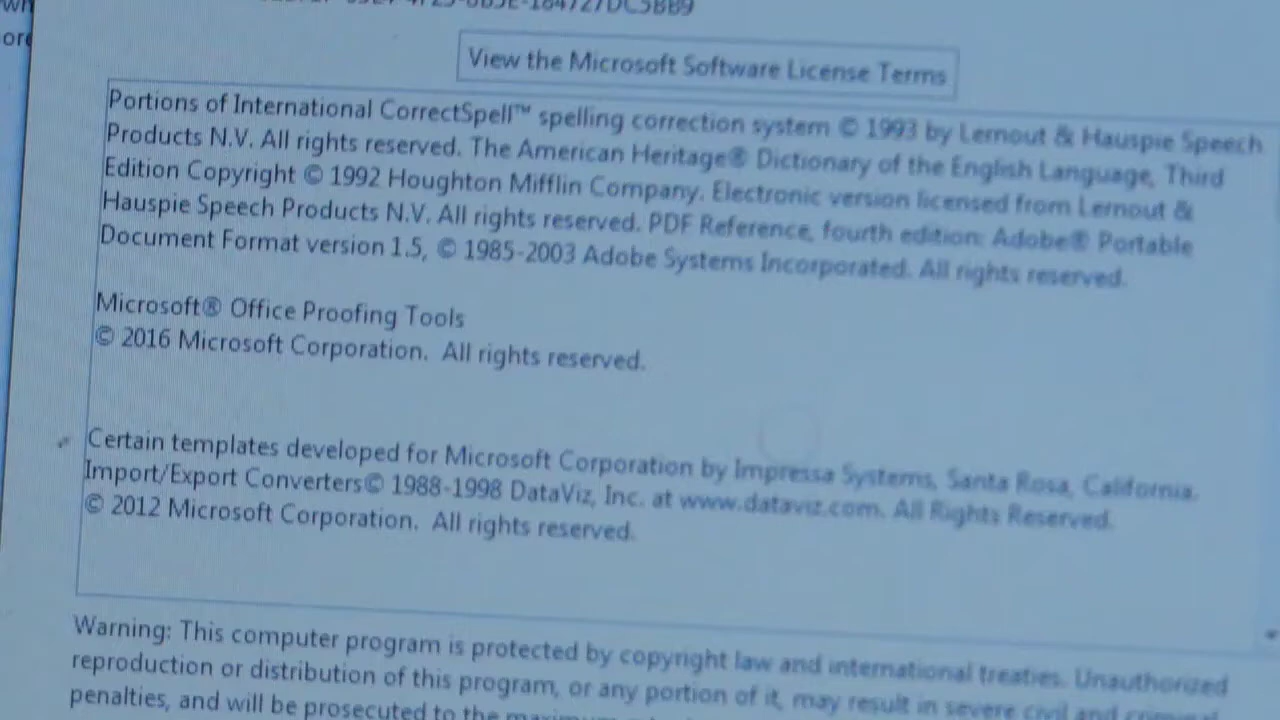 View the Microsoft Software License Terms
Portions of International CorrectSpell™ spelling correction system © 1993 by Lernout & Hauspie Speech
Products N.V. All rights reserved. The American Heritage® Dictionary of the English Language, Third
Edition Copyright © 1992 Houghton Mifflin Company. Electronic version licensed from Lernout &
Hauspie Speech Products N.V. All rights reserved. PDF Reference, fourth edition: Adobe® Portable
Document Format version 1.5, © 1985-2003 Adobe Systems Incorporated. All rights reserved.
Microsoft® Office Proofing Tools
© 2016 Microsoft Corporation.  All rights reserved.
Certain templates developed for Microsoft Corporation by Impressa Systems, Santa Rosa, California.
Import/Export Converters© 1988-1998 DataViz, Inc. at www.dataviz.com. All Rights Reserved.
© 2012 Microsoft Corporation.  All rights reserved.
Warning: This computer program is protected by copyright law and international treaties. Unauthorized
reproduction or distribution of this program, or any portion of it, may result in severe civil and criminal
penalties, and will be prosecuted to the